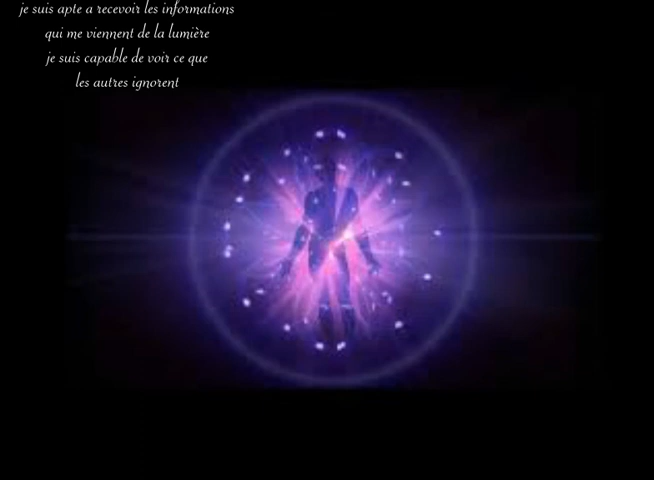 je suis apte a recevoir les informations
qui me viennent de la lumière
je suis capable de voir ce que
les autres ignorent